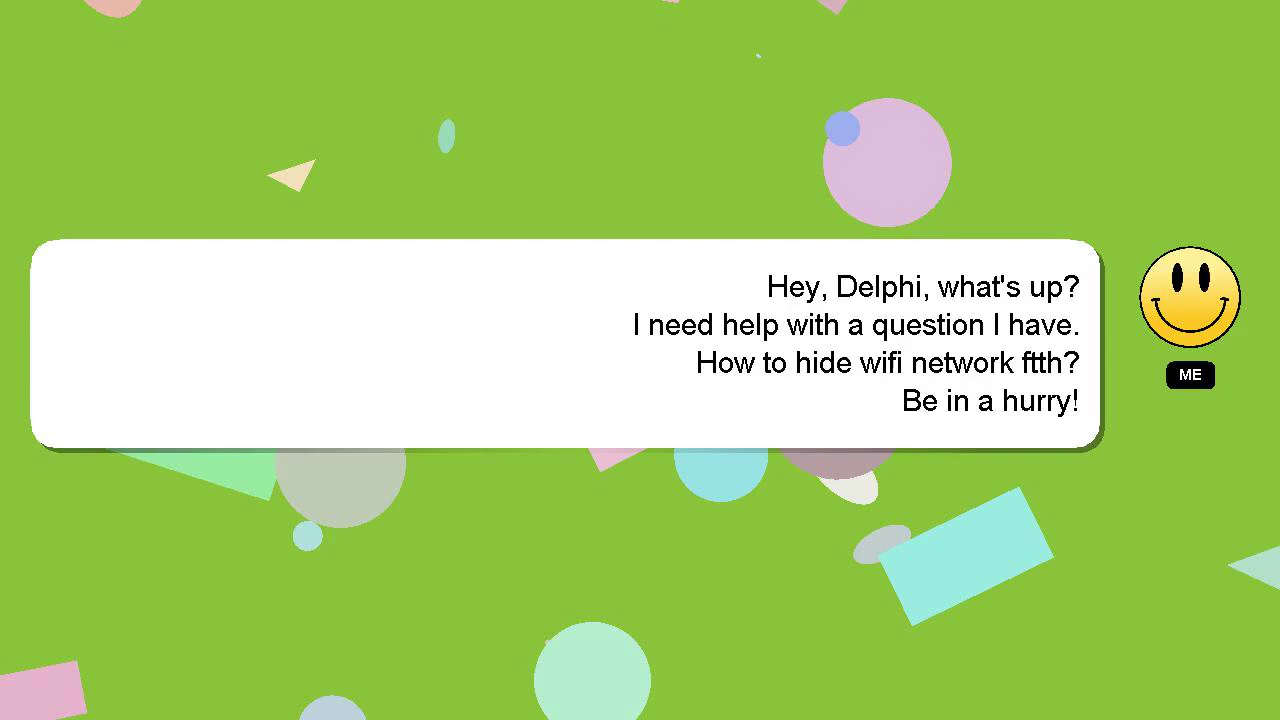 Hey, Delphi, what's up?
I need help with a question I have.
How to hide wifi network ftth?
Be in a hurry!
ME